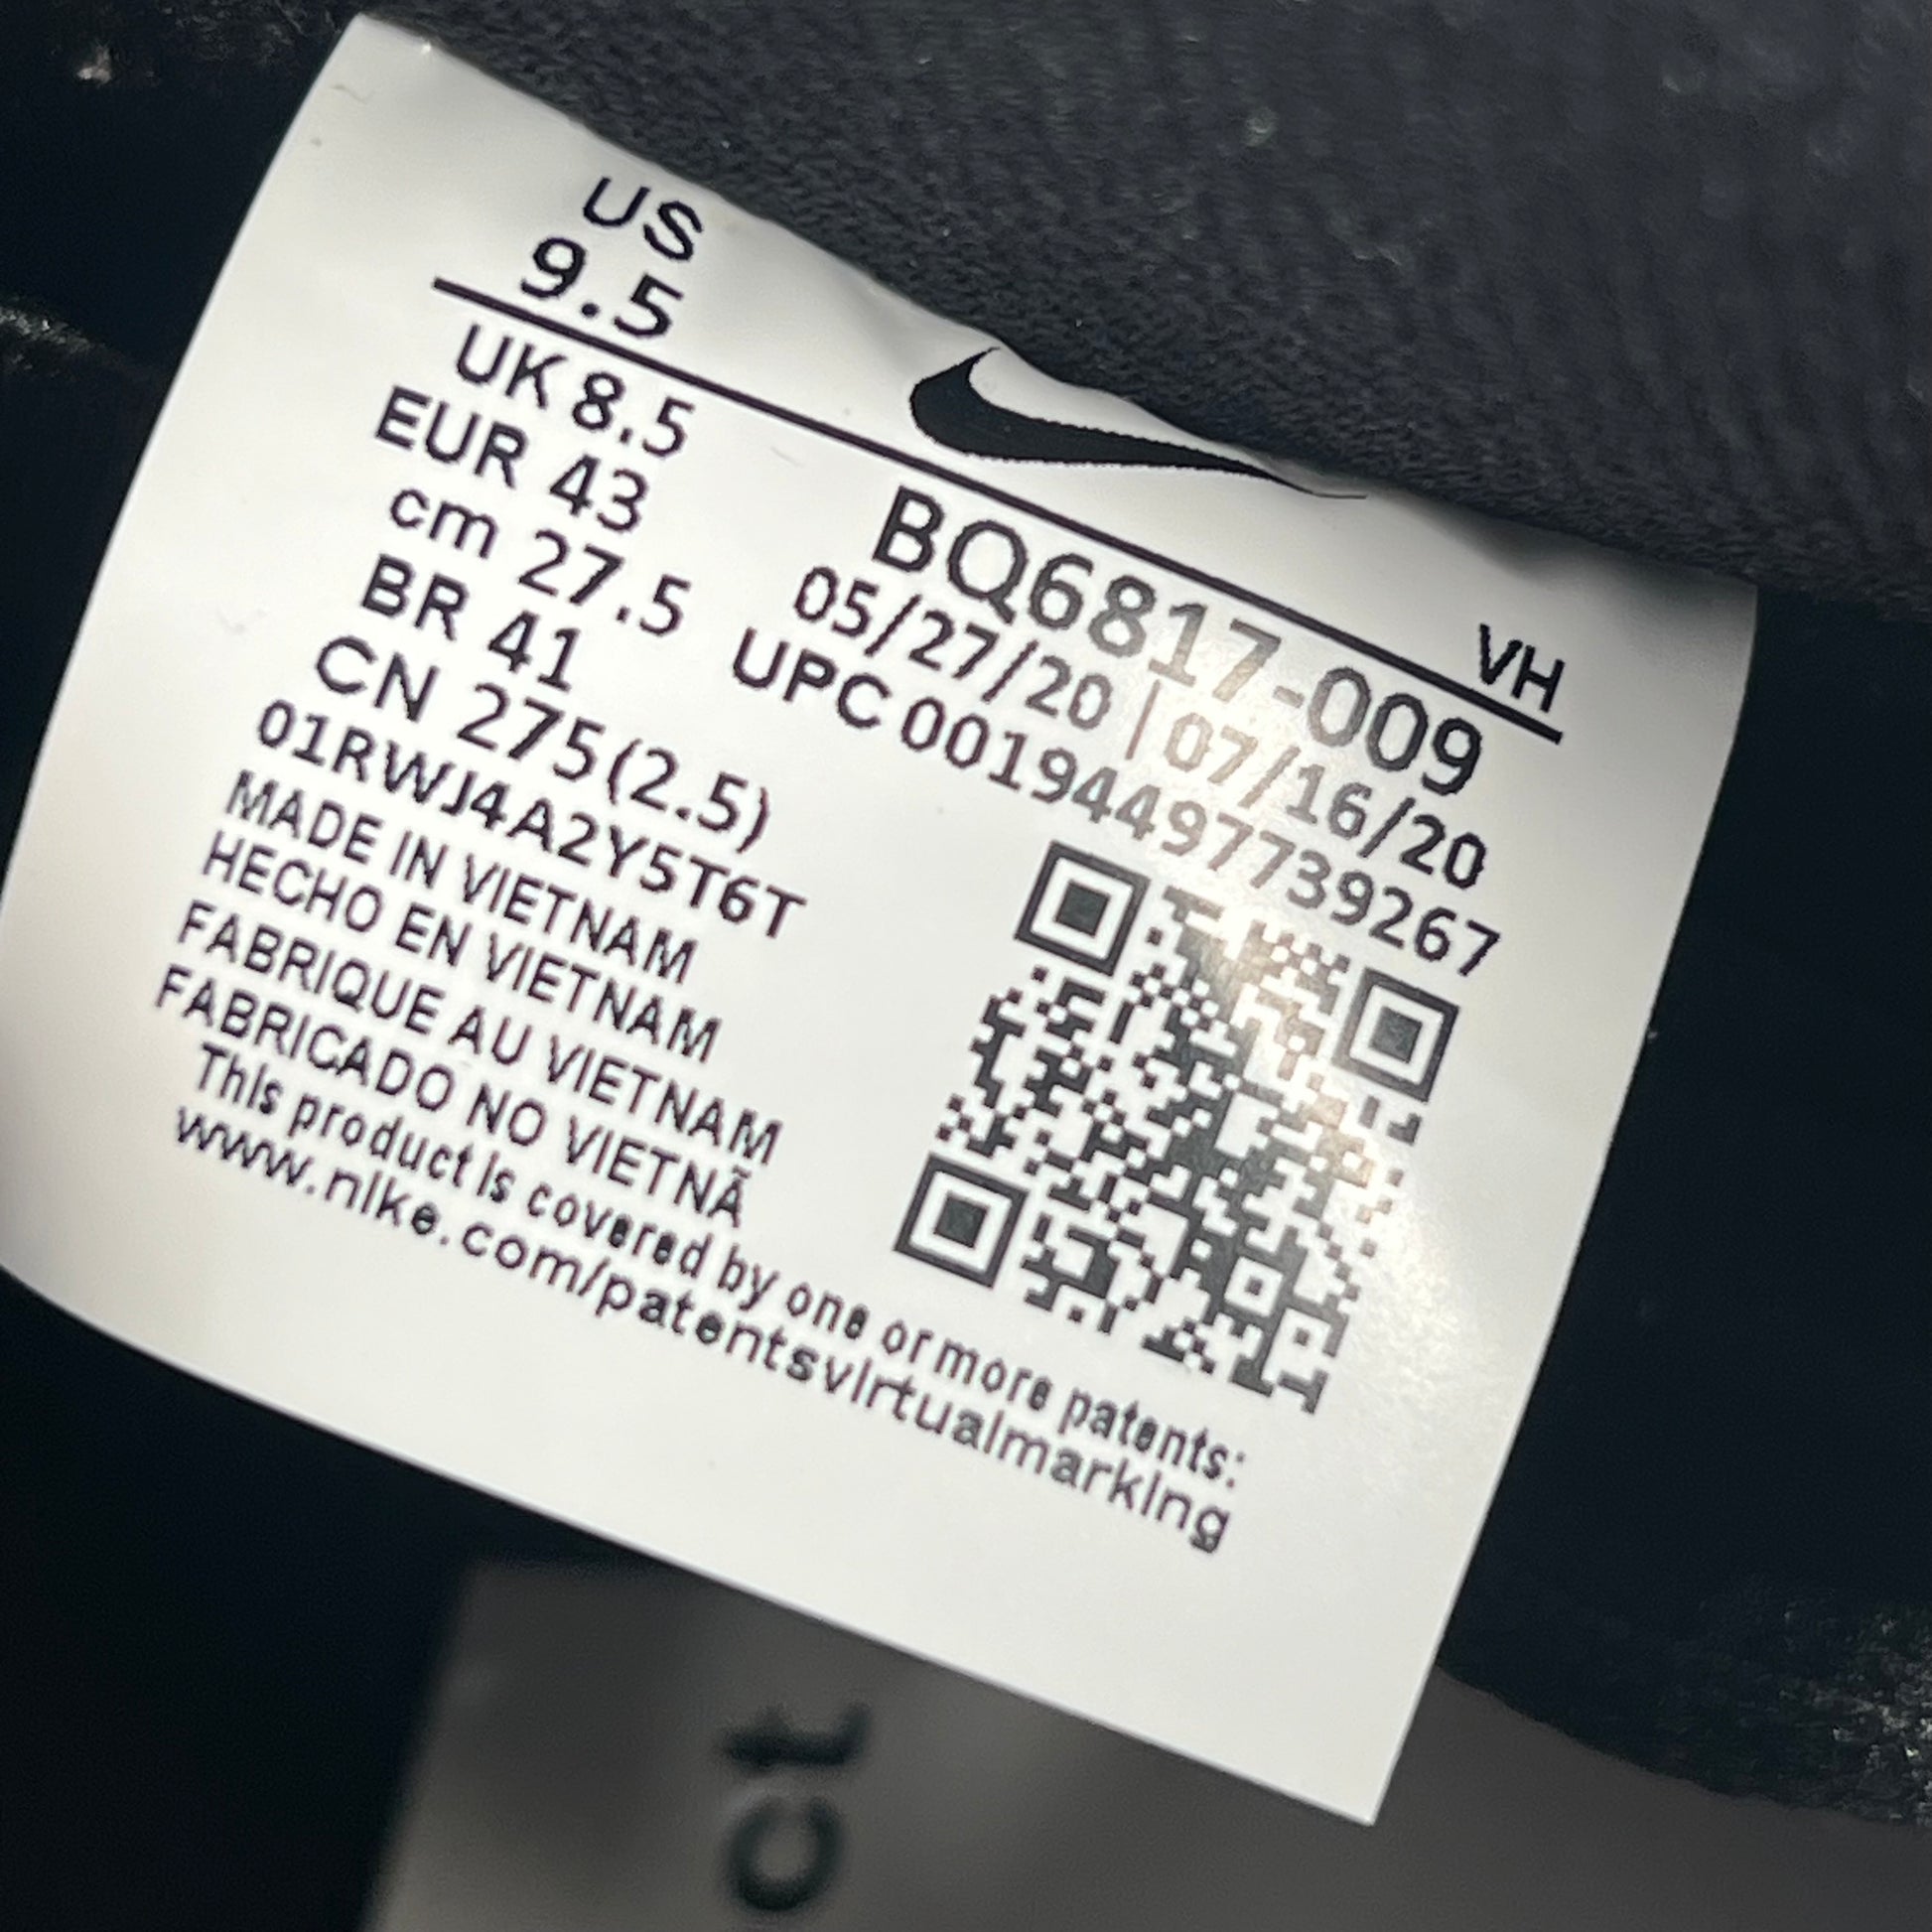 US
9.5
VH
UK 8.5
EUR 43
cm 27.5
BR 41
CN 275(2.5)
01RWJ4A2Y5T6T
MADE IN VIETNAM
HECHO EN VIETNAM
FABRIQUE AU VIETNAM
FABRICADO NO VIETNÃ
BQ6817-009
05/27/20 | 07/16/20
UPC 00194497739267
This product is covered by one or more patents:
www.nike.com/patentsvirtualmarking
ct